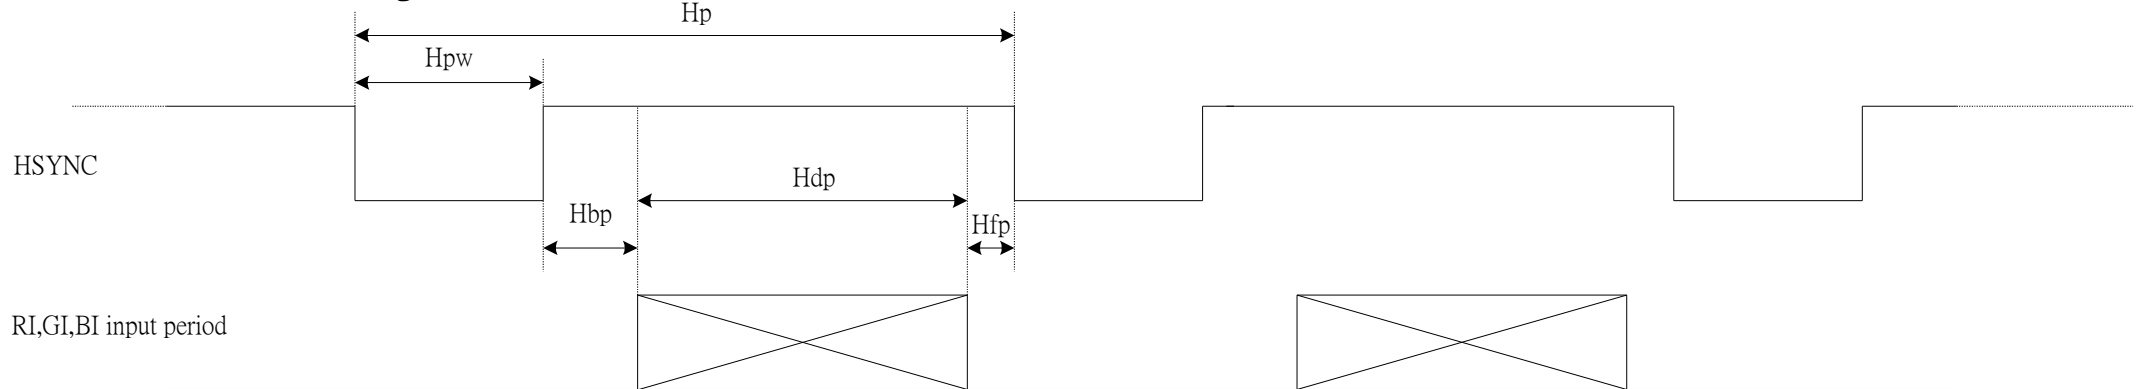 Hp
Hpw
HSYNC
Hdp
Hbp
Hfp
RI,GI,BI input period